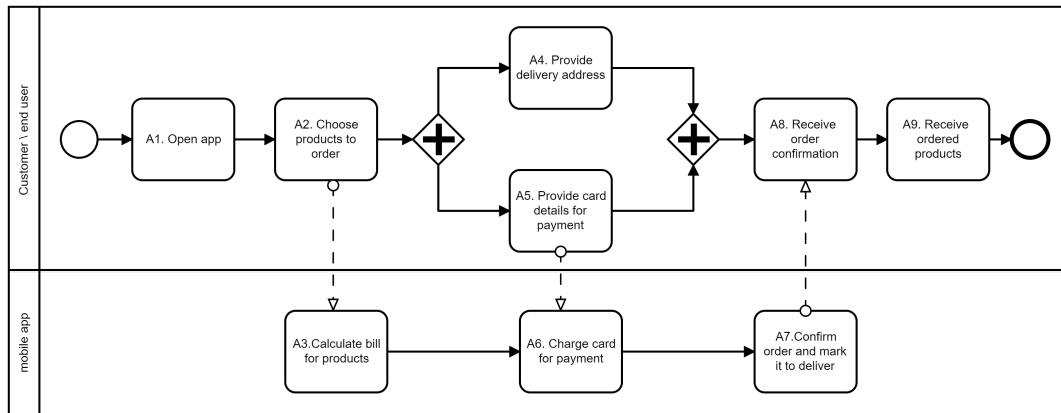 Customer \ end user
A1. Open app
A2. Choose
products to
order
A4. Provide
delivery address
A5. Provide card
details for
payment
A8. Receive
order
confirmation
A9. Receive
ordered
products
mobile app
A3.Calculate bill
for products
A6. Charge card
for payment
A7.Confirm
order and mark
it to deliver